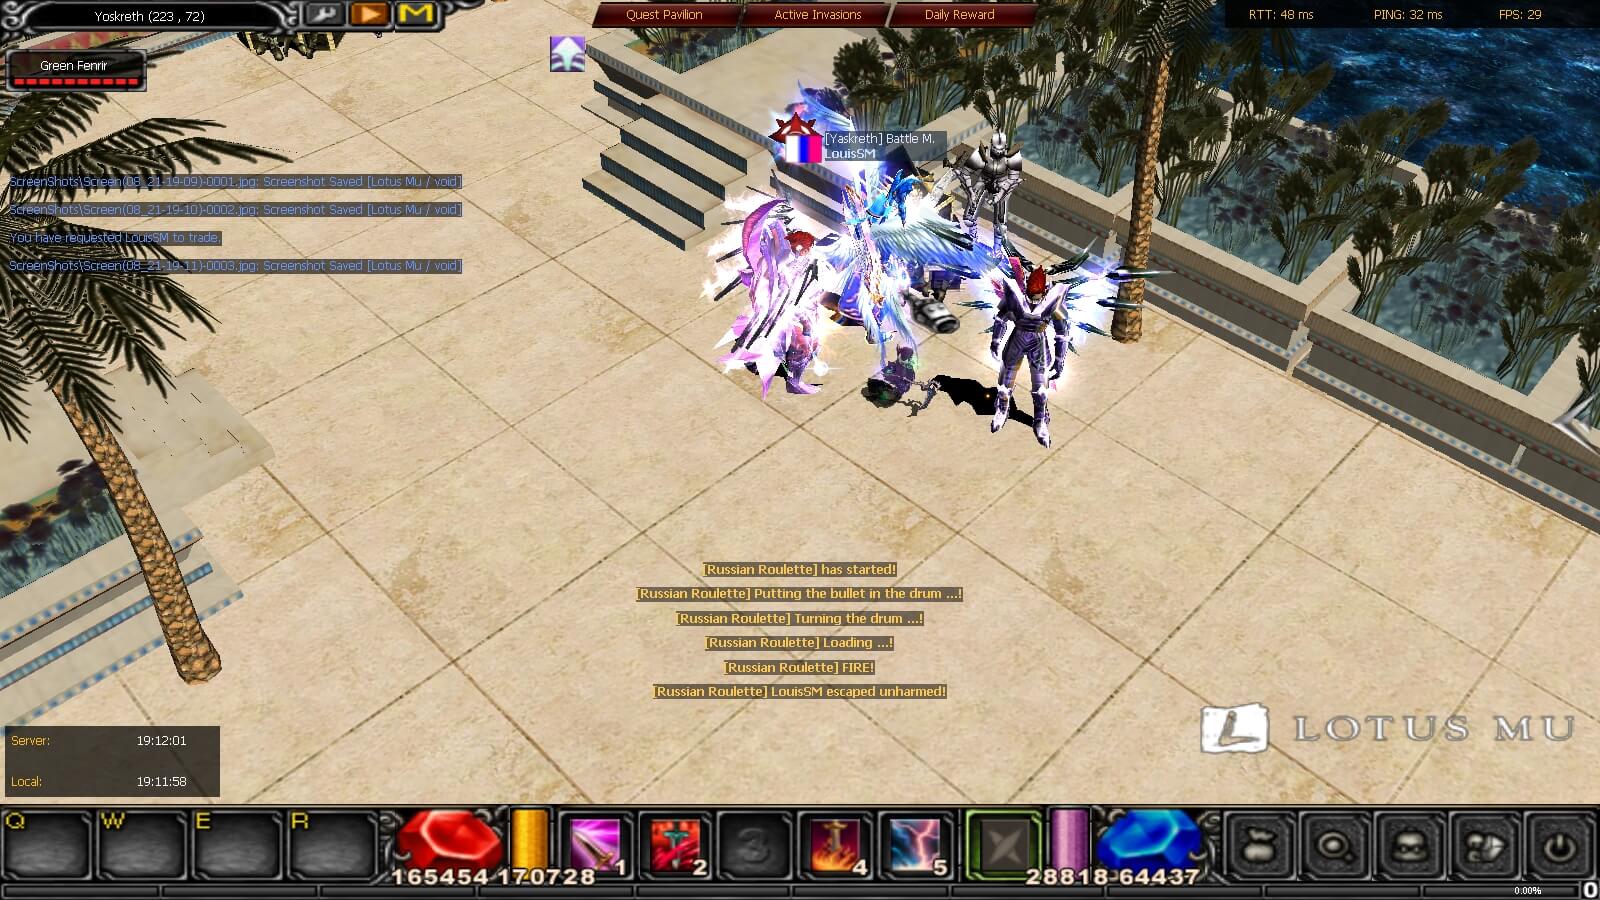 Yoskreth (223 , 72)
Quest Pavilion
Active Invasions
Daily Reward
RTT: 48 ms
PING: 32 ms
FPS: 29
Green Fenrir
[Yaskreth] Battle M.
LouisSM
ScreenShots\Screen(08_21-19-09)-0001.jpg: Screenshot Saved [Lotus Mu / void]
ScreenShots\Screen(08_21-19-10)-0002.jpg: Screenshot Saved [Lotus Mu / void]
You have requested LouisSM to trade.
ScreenShots\Screen(08_21-19-11)-0003.jpg: Screenshot Saved [Lotus Mu / void]
[Russian Roulette] has started!
[Russian Roulette] Putting the bullet in the drum ...!
[Russian Roulette] Turning the drum ...!
[Russian Roulette] Loading ...!
[Russian Roulette] FIRE!
[Russian Roulette] LouisSM escaped unharmed!
L LOTUS MU
Server: 19:12:01
Local: 19:11:58
Q W E R
1 2 3 4 5
165454 170728
28818 64437
0.00%
0